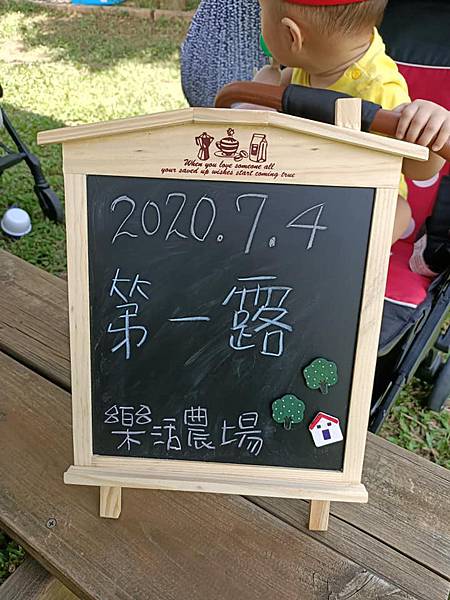 When you love someone all
your saved up wishes start coming true
2020.7.4
第一露
樂活農場